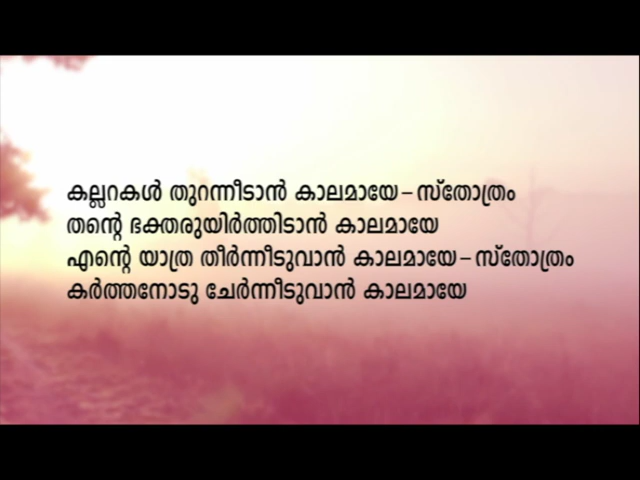 കല്ലറകൾ തുറന്നീടാൻ കാലമായേ – സ്തോത്രം
തന്റെ ഭക്തരുയിർത്തിടാൻ കാലമായേ
എന്റെ യാത്ര തീർന്നീടുവാൻ കാലമായേ – സ്തോത്രം
കർത്തനോടു ചേർന്നീടുവാൻ കാലമായേ